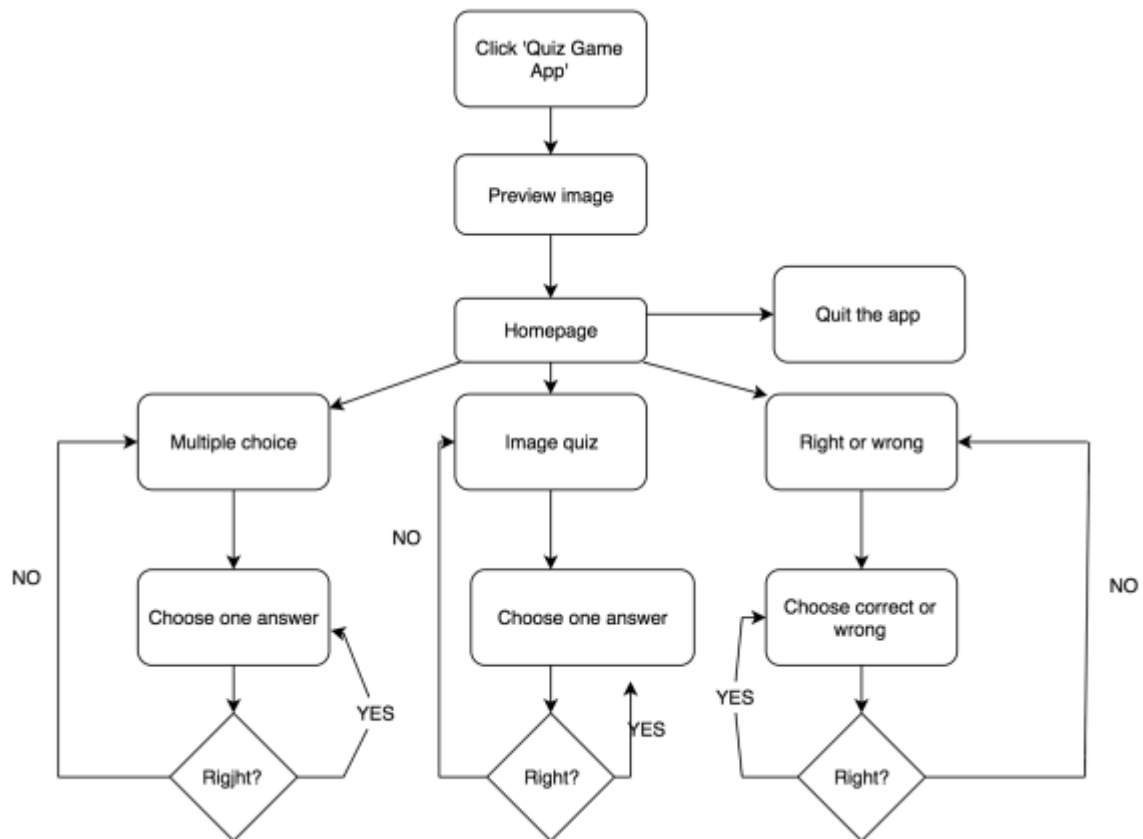 Click 'Quiz Game
App'
Preview image
Homepage
Quit the app
Multiple choice
Image quiz
Right or wrong
NO
NO
NO
Choose one answer
Choose one answer
Choose correct or
wrong
YES
YES
YES
Rigjht?
Right?
Right?